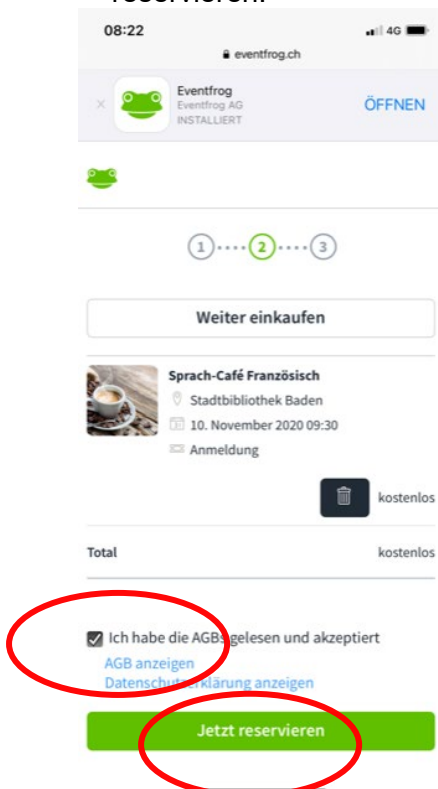 reservieren.
08:22
4G
eventfrog.ch
Eventfrog
Eventfrog AG
INSTALLIERT
ÖFFNEN
1 2 3
Weiter einkaufen
Sprach-Café Französisch
Stadtbibliothek Baden
10. November 2020 09:30
Anmeldung
kostenlos
Total kostenlos
Ich habe die AGBs gelesen und akzeptiert
AGB anzeigen
Datenschutzerklärung anzeigen
Jetzt reservieren